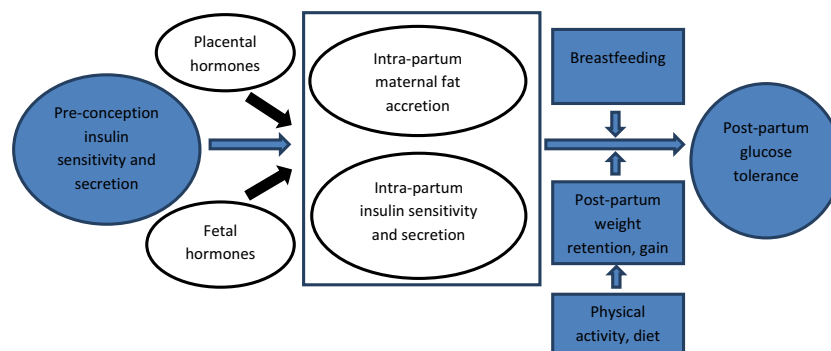 Pre-conception
insulin
sensitivity and
secretion
Placental
hormones
Fetal
hormones
Intra-partum
maternal fat
accretion
Intra-partum
insulin sensitivity
and secretion
Breastfeeding
Post-partum
weight
retention, gain
Physical
activity, diet
Post-partum
glucose
tolerance